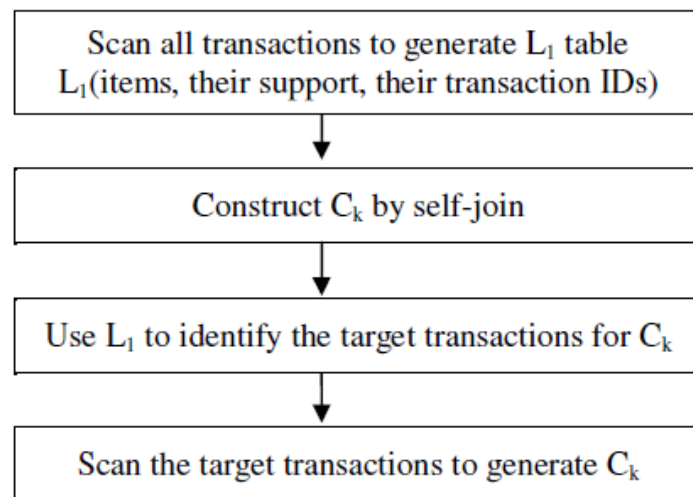 Scan all transactions to generate L₁ table
L₁(items, their support, their transaction IDs)
Construct Cₖ by self-join
Use L₁ to identify the target transactions for Cₖ
Scan the target transactions to generate Cₖ